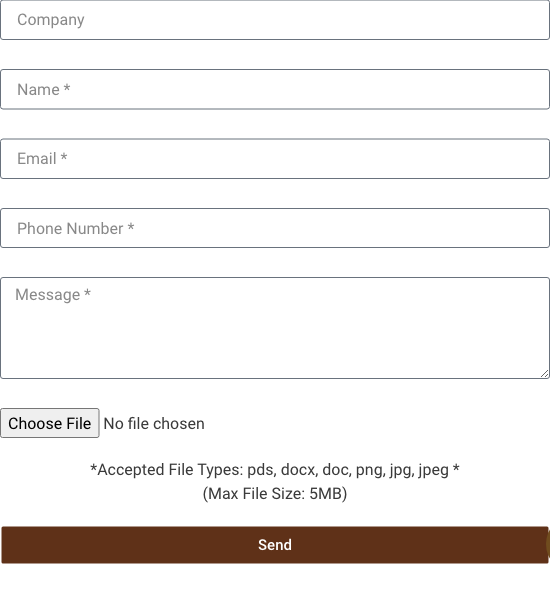 Company
Name *
Email *
Phone Number *
Message *
Choose File No file chosen
*Accepted File Types: pds, docx, doc, png, jpg, jpeg *
(Max File Size: 5MB)
Send